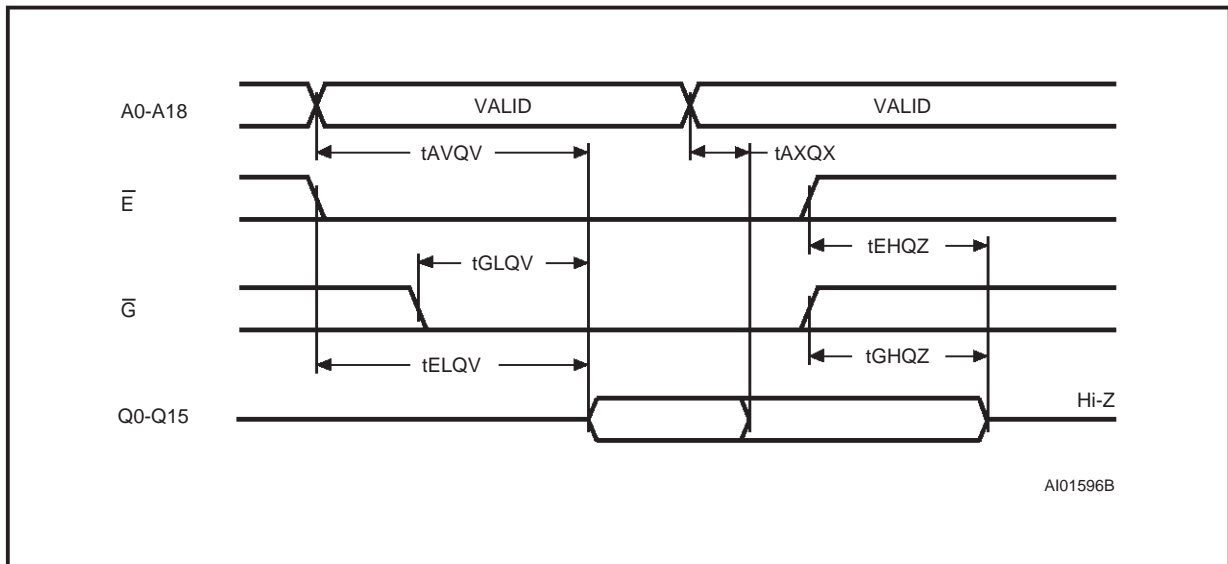 A0-A18 VALID VALID
tAVQV tAXQX
E̅
tGLQV tEHQZ
G̅
tELQV tGHQZ
Q0-Q15 Hi-Z
AI01596B